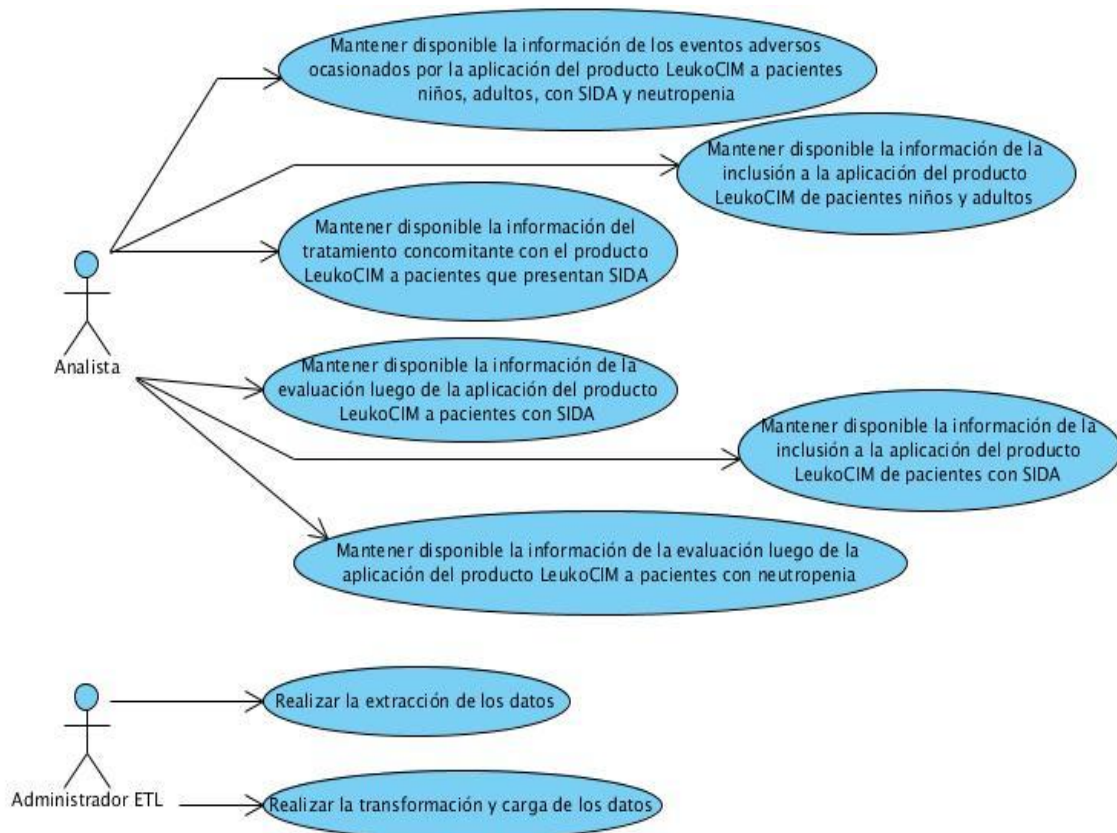 Mantener disponible la información de los eventos adversos
ocasionados por la aplicación del producto LeukoCIM a pacientes
niños, adultos, con SIDA y neutropenia
Mantener disponible la información de la
inclusión a la aplicación del producto
LeukoCIM de pacientes niños y adultos
Mantener disponible la información del
tratamiento concomitante con el producto
LeukoCIM a pacientes que presentan SIDA
Analista
Mantener disponible la información de la
evaluación luego de la aplicación del producto
LeukoCIM a pacientes con SIDA
Mantener disponible la información de la
inclusión a la aplicación del producto
LeukoCIM de pacientes con SIDA
Mantener disponible la información de la evaluación luego de la
aplicación del producto LeukoCIM a pacientes con neutropenia
Realizar la extracción de los datos
Administrador ETL
Realizar la transformación y carga de los datos